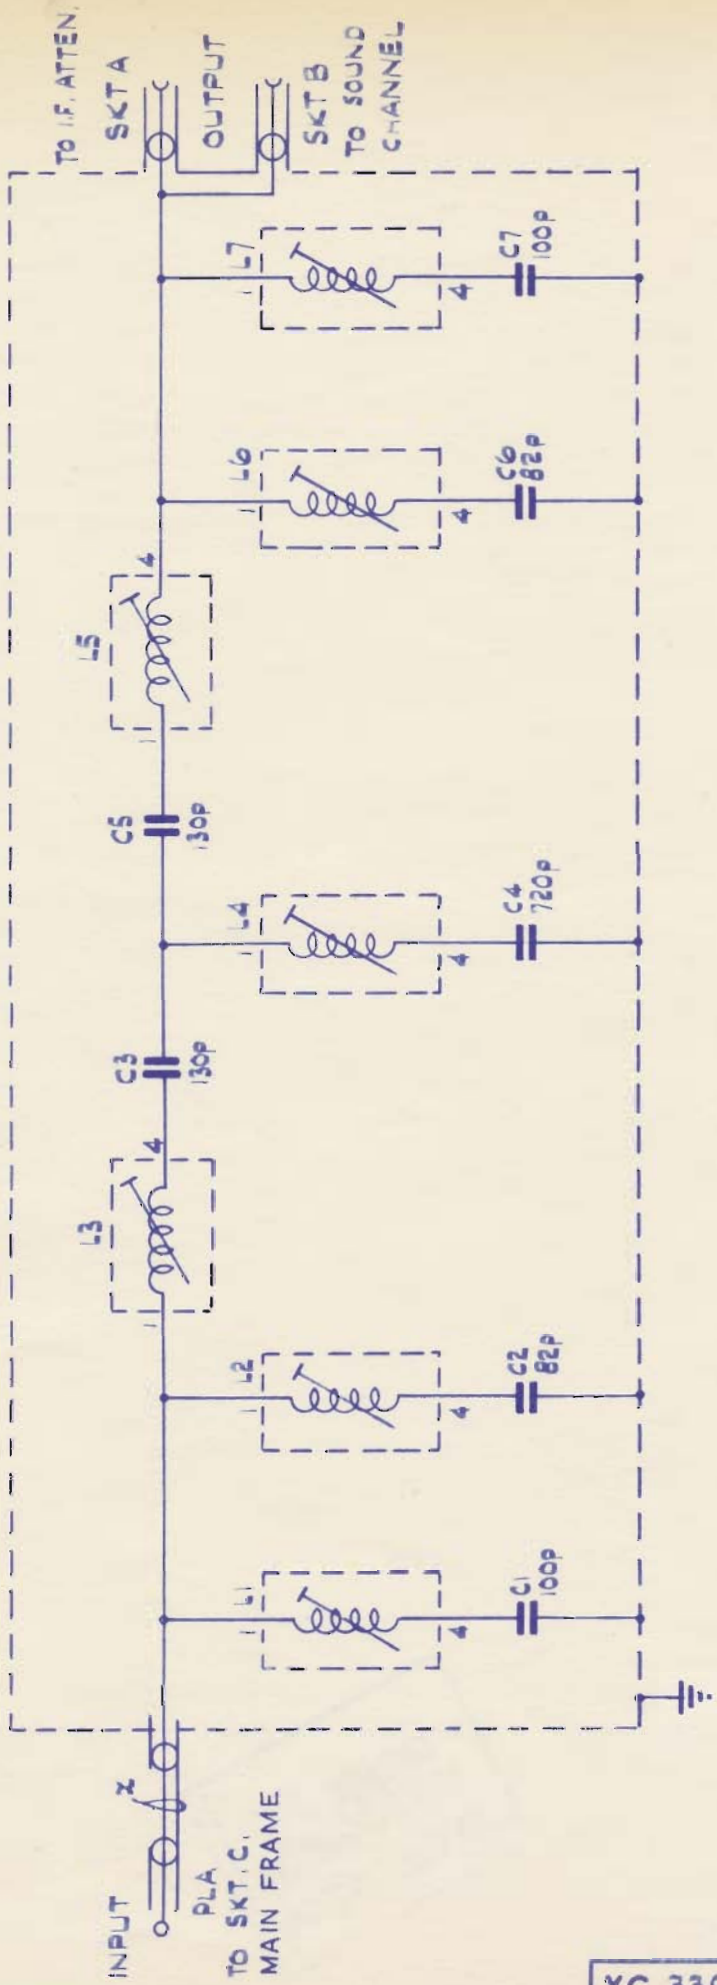 INPUT
PLA
TO SKT.C.
MAIN FRAME
L1
1
4
C1
100P
L2
1
4
C2
82P
L3
1
4
C3
130P
L4
1
4
C4
720P
C5
130P
L5
1
4
L6
1
4
C6
82P
L7
1
4
C7
100P
TO I.F. ATTEN.
SKT A
OUTPUT
SKT B
TO SOUND
CHANNEL